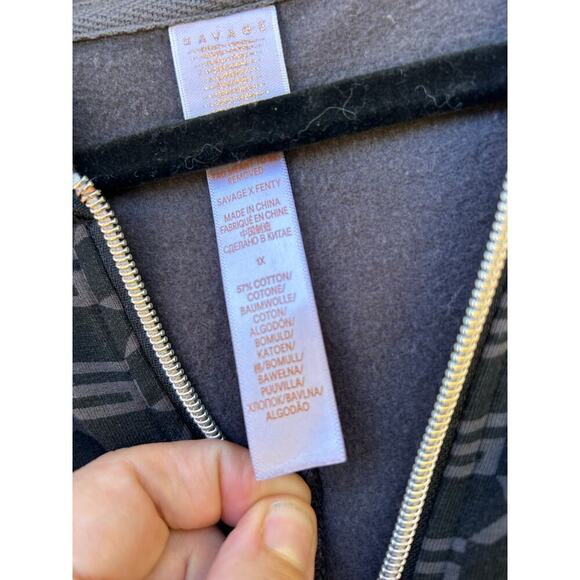 SAVAGE
REMOVED
SAVAGE X FENTY
MADE IN CHINA
FABRIQUÉ EN CHINE
中国制造
СДЕЛАНО В КИТАЕ
1X
57% COTTON/
COTONE/
BAUMWOLLE/
COTON/
ALGODÓN/
BOMULD/
KATOEN/
棉/BOMULL/
BAWEŁNA/
PUUVILLA/
ХЛОПОК/BAVLNA/
ALGODÃO